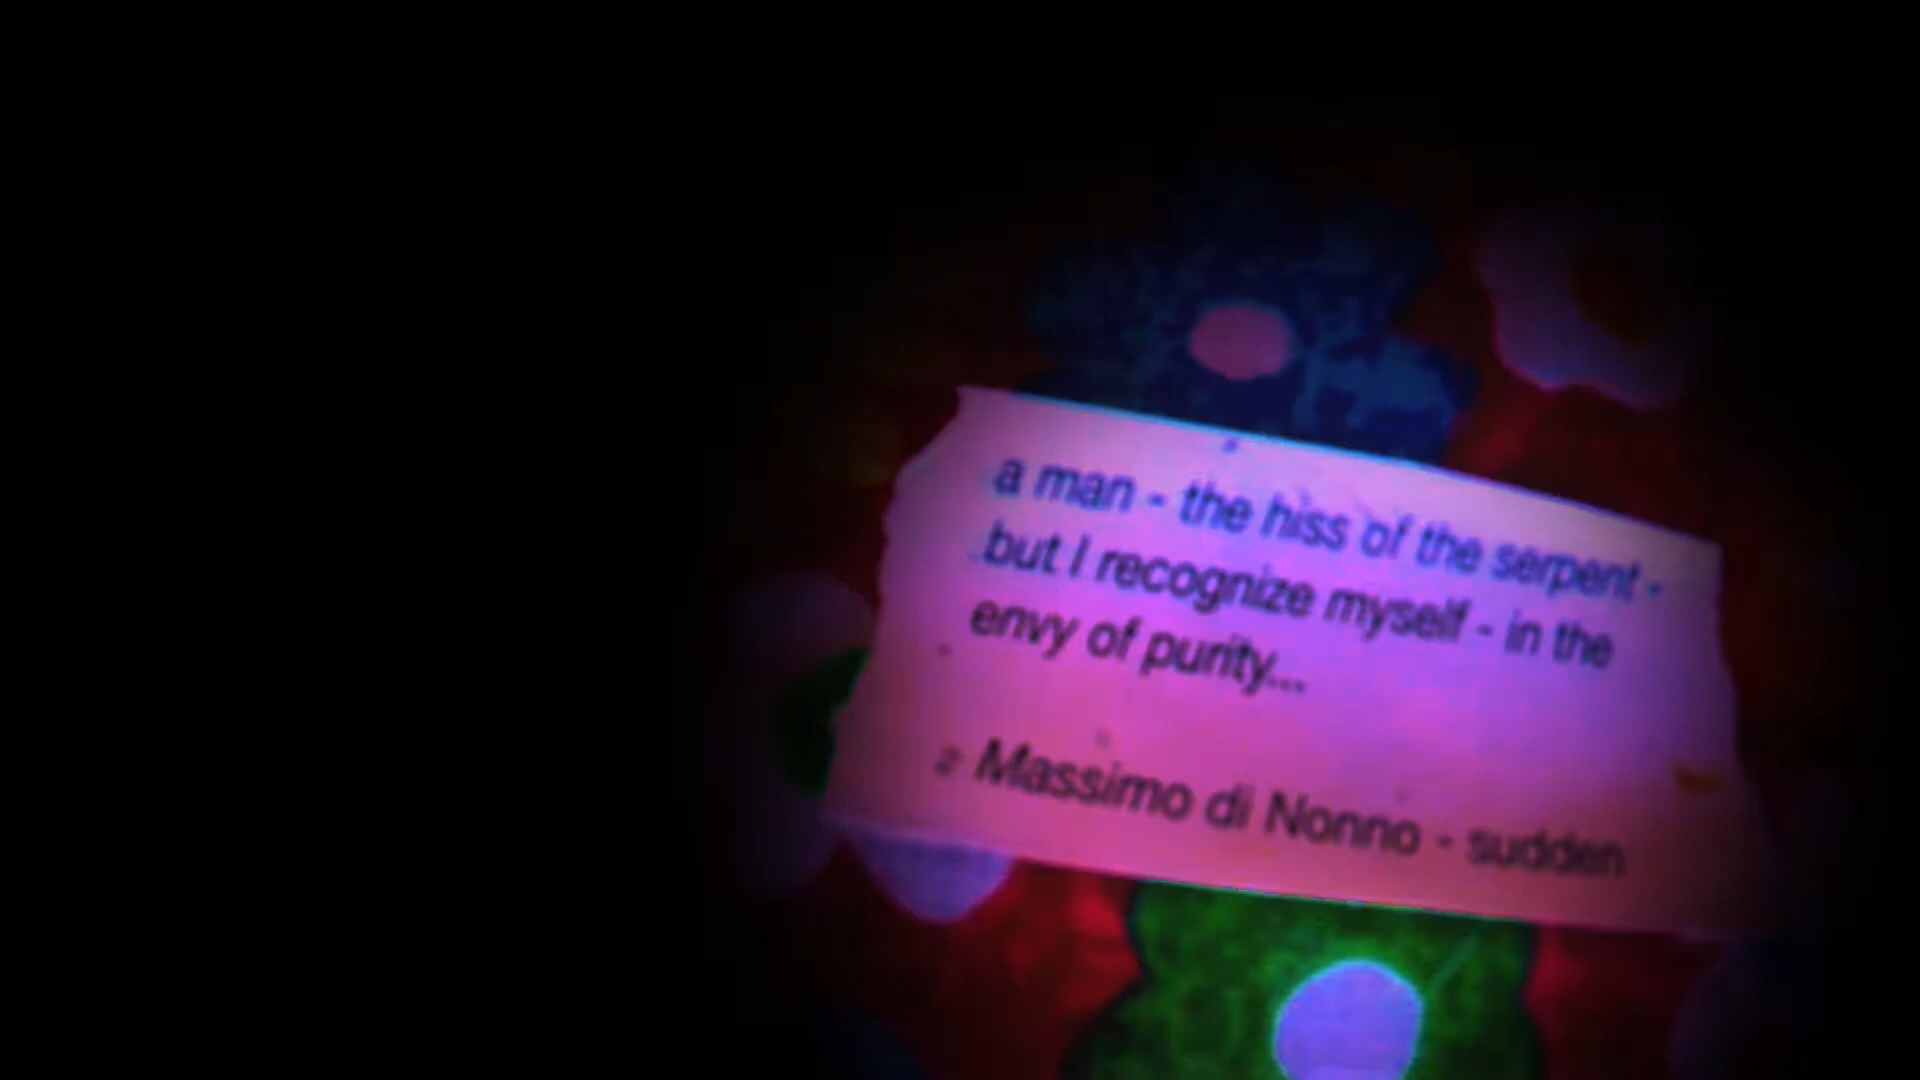 a man - the hiss of the serpent -
but I recognize myself - in the
envy of purity...
Massimo di Nonno - sudden